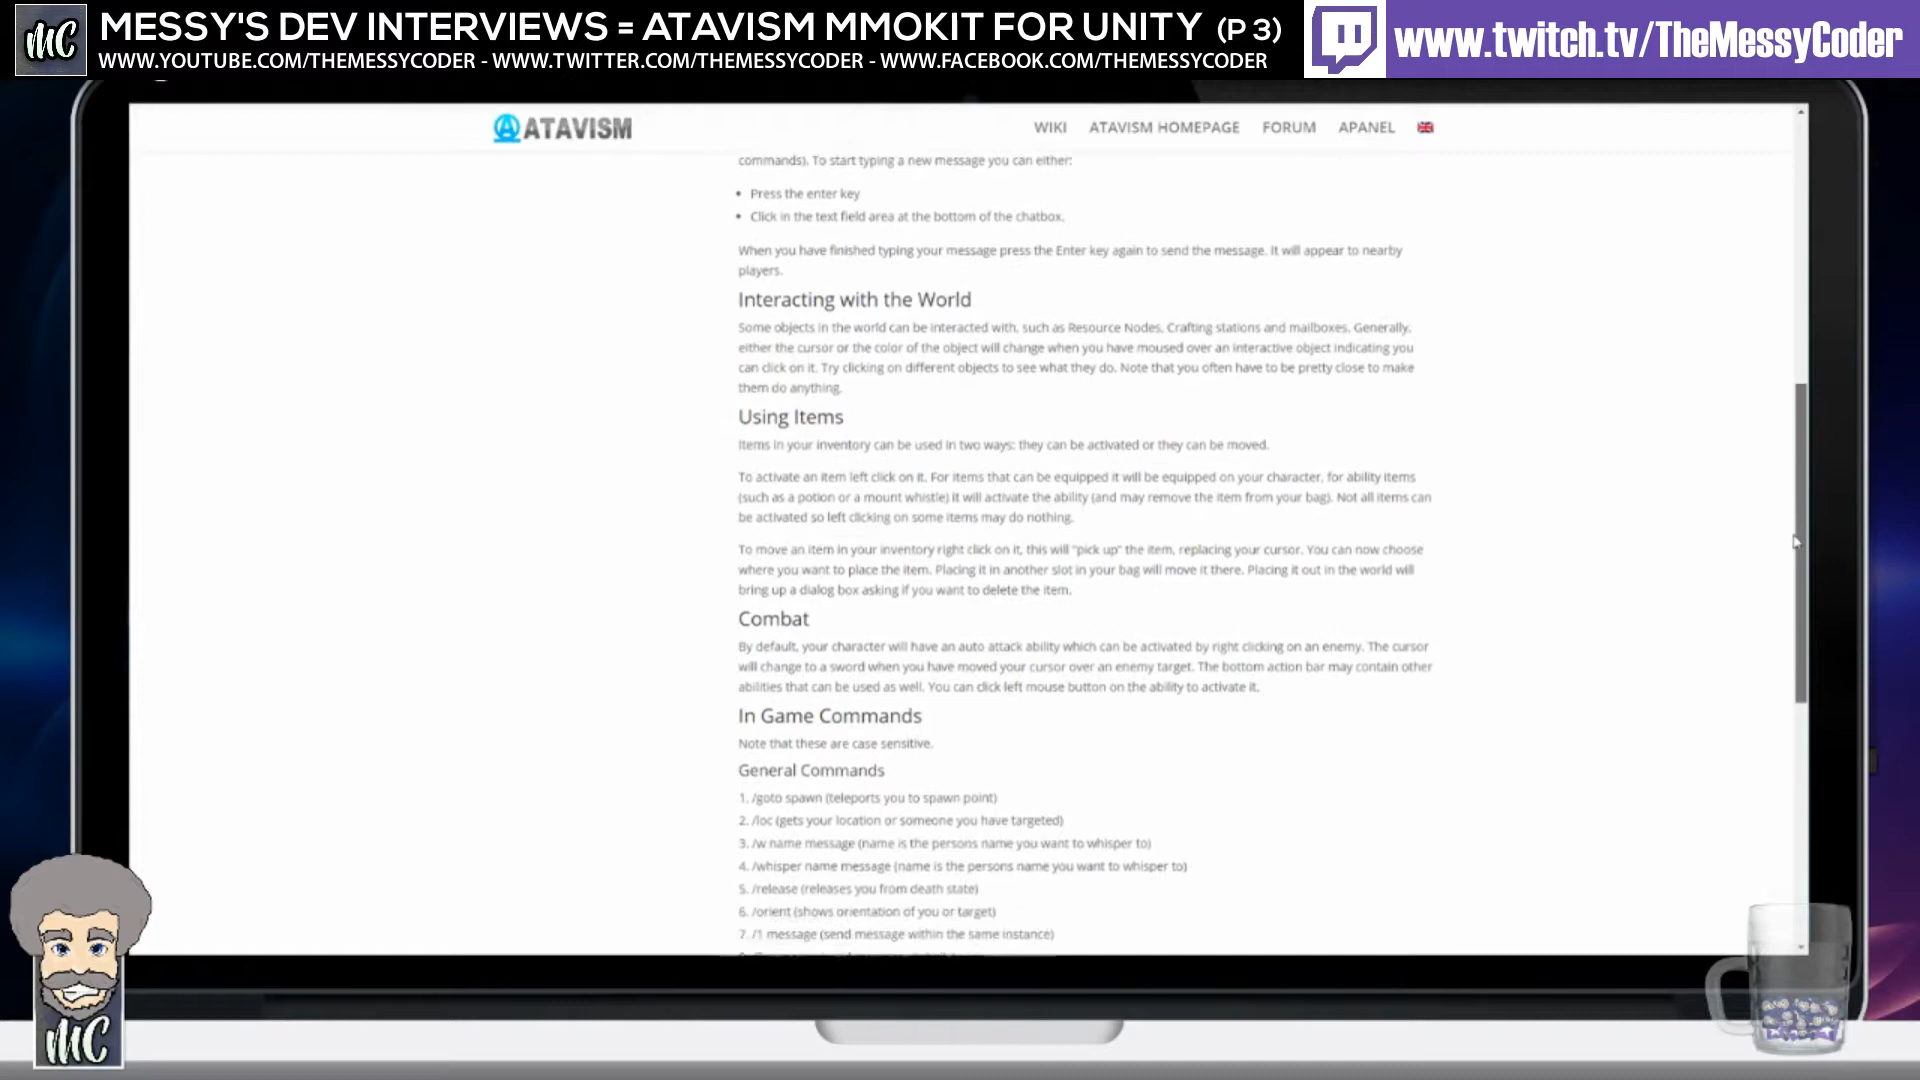 MESSY'S DEV INTERVIEWS = ATAVISM MMOKIT FOR UNITY (P 3)
WWW.YOUTUBE.COM/THEMESSYCODER - WWW.TWITTER.COM/THEMESSYCODER - WWW.FACEBOOK.COM/THEMESSYCODER
www.twitch.tv/TheMessyCoder
MC
ATAVISM
WIKI ATAVISM HOMEPAGE FORUM APANEL
commands). To start typing a new message you can either:
• Press the enter key
• Click in the text field area at the bottom of the chatbox.
When you have finished typing your message press the Enter key again to send the message. It will appear to nearby
players.
Interacting with the World
Some objects in the world can be interacted with, such as Resource Nodes, Crafting stations and mailboxes. Generally,
either the cursor or the color of the object will change when you have moused over an interactive object indicating you
can click on it. Try clicking on different objects to see what they do. Note that you often have to be pretty close to make
them do anything.
Using Items
Items in your inventory can be used in two ways: they can be activated or they can be moved.
To activate an item left click on it. For items that can be equipped it will be equipped on your character, for ability items
(such as a potion or a mount whistle) it will activate the ability (and may remove the item from your bag). Not all items can
be activated so left clicking on some items may do nothing.
To move an item in your inventory right click on it, this will "pick up" the item, replacing your cursor. You can now choose
where you want to place the item. Placing it in another slot in your bag will move it there. Placing it out in the world will
bring up a dialog box asking if you want to delete the item.
Combat
By default, your character will have an auto attack ability which can be activated by right clicking on an enemy. The cursor
will change to a sword when you have moved your cursor over an enemy target. The bottom action bar may contain other
abilities that can be used as well. You can click left mouse button on the ability to activate it.
In Game Commands
Note that these are case sensitive.
General Commands
1. /goto spawn (teleports you to spawn point)
2. /loc (gets your location or someone you have targeted)
3. /w name message (name is the persons name you want to whisper to)
4. /whisper name message (name is the persons name you want to whisper to)
5. /release (releases you from death state)
6. /orient (shows orientation of you or target)
7. /1 message (send message within the same instance)
MC